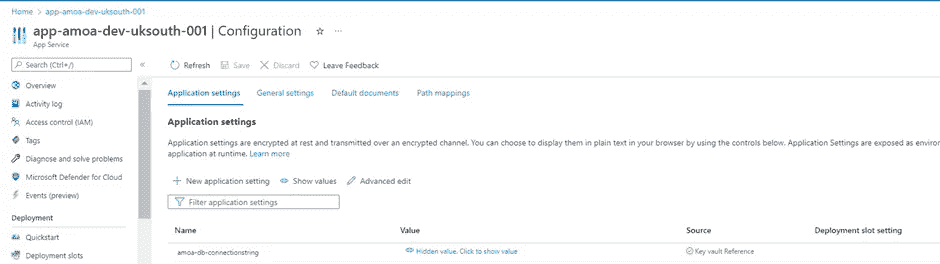 Home > app-amoa-dev-uksouth-001
app-amoa-dev-uksouth-001 | Configuration
App Service
Search (Ctrl+/)
Refresh Save Discard Leave Feedback
Overview
Activity log
Access control (IAM)
Tags
Diagnose and solve problems
Microsoft Defender for Cloud
Events (preview)
Deployment
Quickstart
Deployment slots
Application settings General settings Default documents Path mappings
Application settings
Application settings are encrypted at rest and transmitted over an encrypted channel. You can choose to display them in plain text in your browser by using the controls below. Application Settings are exposed as environ
application at runtime. Learn more
New application setting Show values Advanced edit
Filter application settings
Name Value Source Deployment slot setting
amoa-db-connectionstring Hidden value. Click to show value Key vault Reference